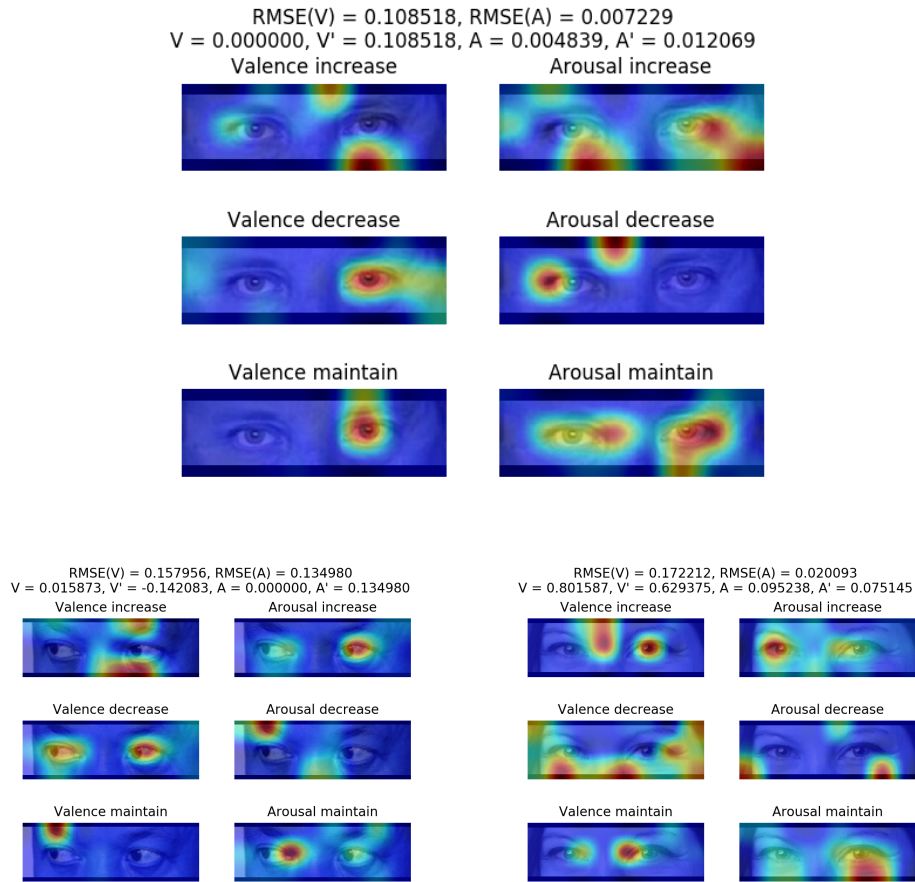 RMSE(V) = 0.108518, RMSE(A) = 0.007229
V = 0.000000, V' = 0.108518, A = 0.004839, A' = 0.012069
Valence increase
Arousal increase
Valence decrease
Arousal decrease
Valence maintain
Arousal maintain
RMSE(V) = 0.157956, RMSE(A) = 0.134980
V = 0.015873, V' = -0.142083, A = 0.000000, A' = 0.134980
Valence increase
Arousal increase
Valence decrease
Arousal decrease
Valence maintain
Arousal maintain
RMSE(V) = 0.172212, RMSE(A) = 0.020093
V = 0.801587, V' = 0.629375, A = 0.095238, A' = 0.075145
Valence increase
Arousal increase
Valence decrease
Arousal decrease
Valence maintain
Arousal maintain